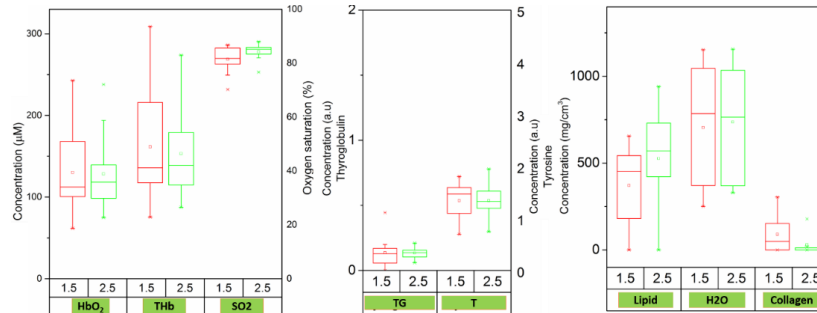 Concentration (µM)
300
200
100
0
100
80
60
40
20
0
Oxygen saturation (%)
1.5 2.5 1.5 2.5 1.5 2.5
HbO₂ THb SO2
Concentration (a.u)
Thyroglobulin
2
1
0
5
4
3
2
1
0
Concentration (a.u)
Tyrosine
1.5 2.5 1.5 2.5
TG T
Concentration (mg/cm³)
1000
500
0
1.5 2.5 1.5 2.5 1.5 2.5
Lipid H2O Collagen